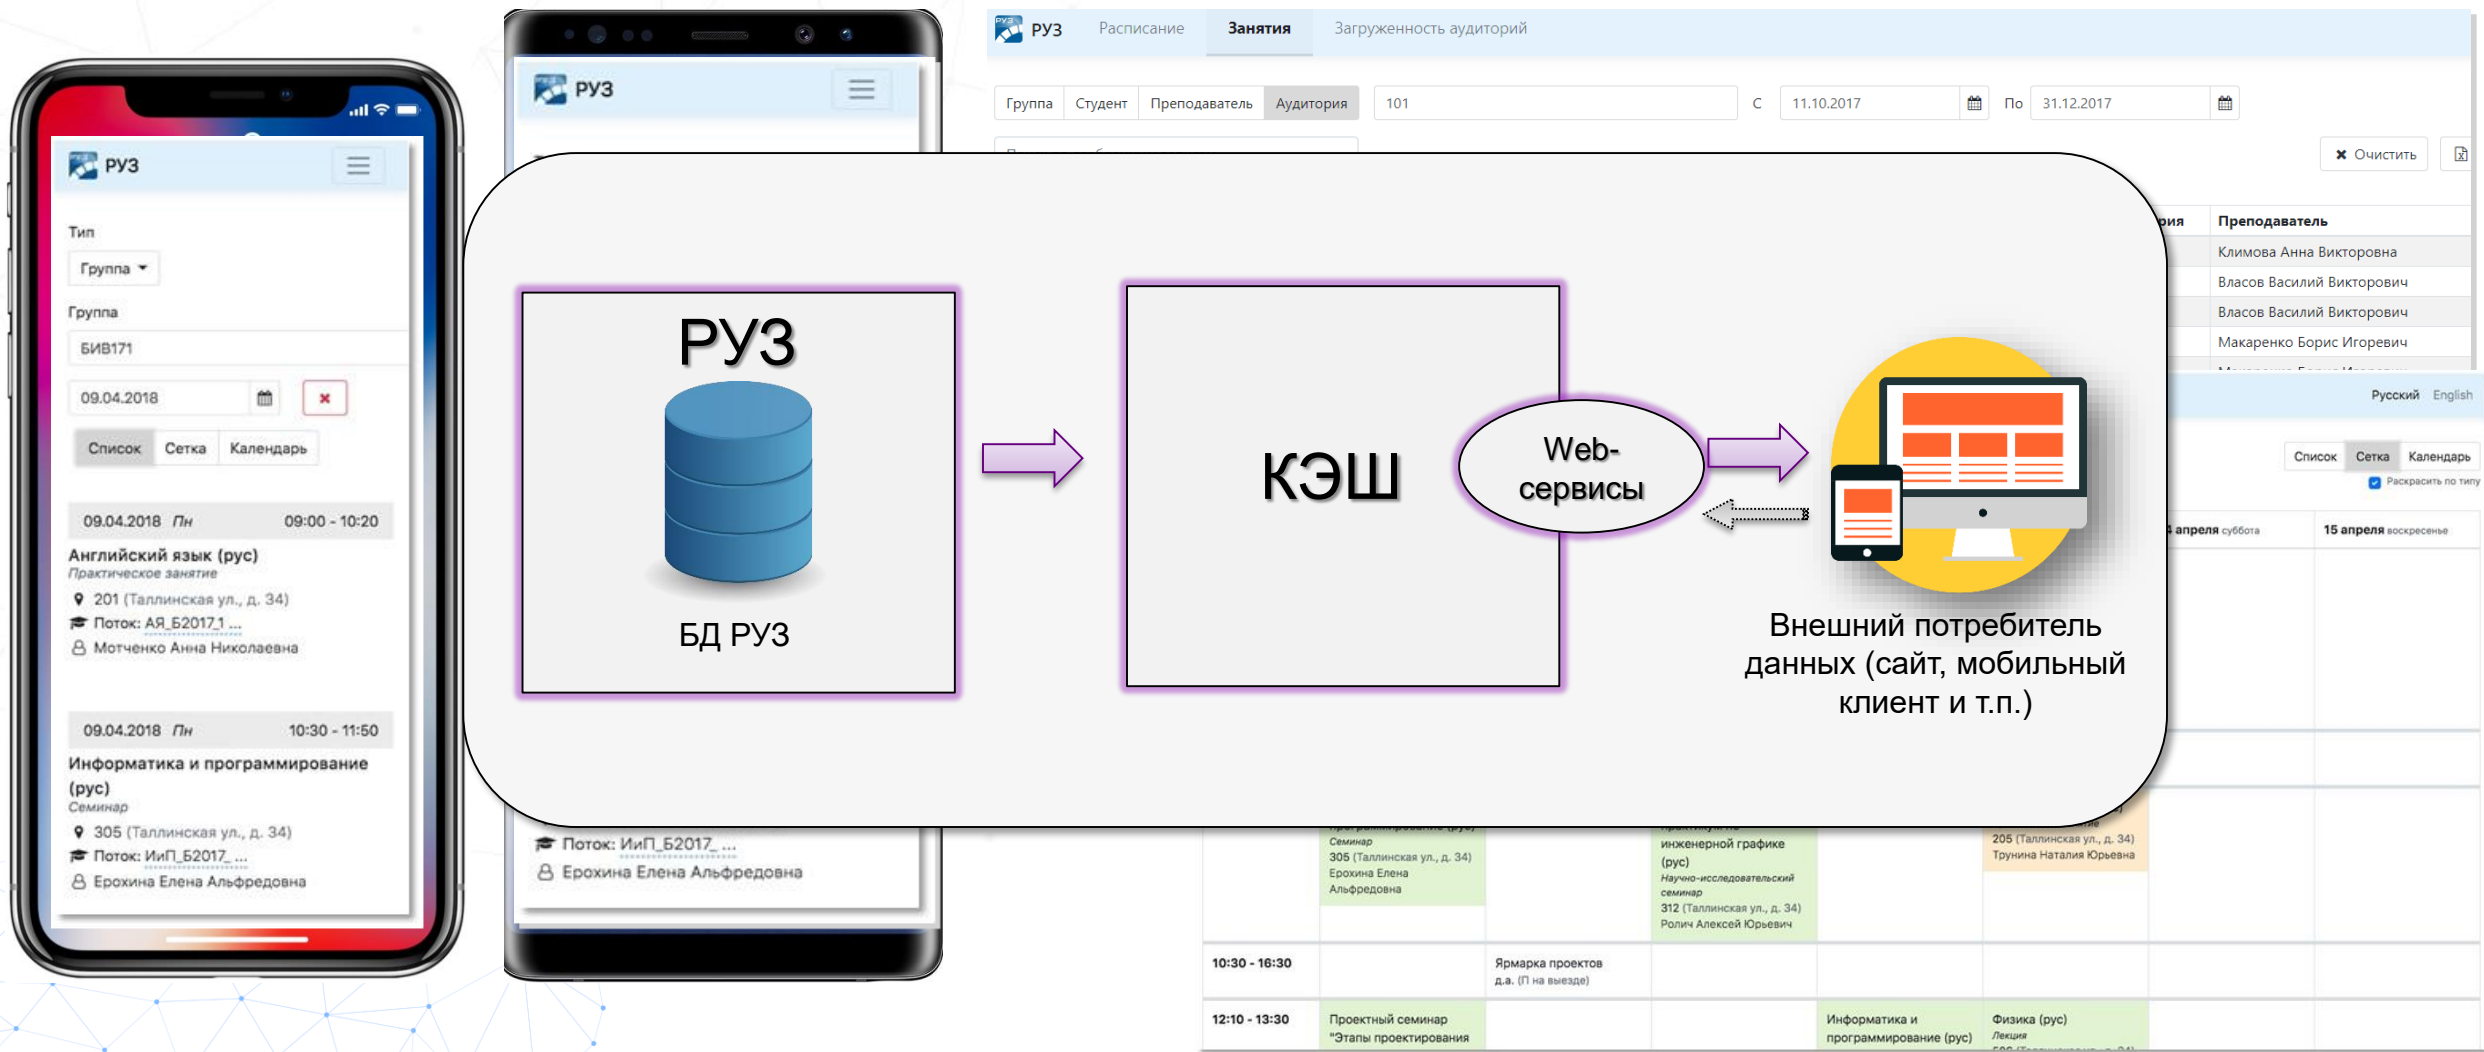 РУЗ
Тип
Группа
Группа
БИВ171
09.04.2018
Список Сетка Календарь
09.04.2018 Пн 09:00 - 10:20
Английский язык (рус)
Практическое занятие
201 (Таллинская ул., д. 34)
Поток: АЯ_Б2017_1 ...
Мотченко Анна Николаевна
09.04.2018 Пн 10:30 - 11:50
Информатика и программирование
(рус)
Семинар
305 (Таллинская ул., д. 34)
Поток: ИиП_Б2017_ ...
Ерохина Елена Альфредовна
РУЗ
Поток: ИиП_Б2017_ ...
Ерохина Елена Альфредовна
РУЗ Расписание Занятия Загруженность аудиторий
Группа Студент Преподаватель Аудитория 101 С 11.10.2017 По 31.12.2017
Очистить
Преподаватель
Климова Анна Викторовна
Власов Василий Викторович
Власов Василий Викторович
Макаренко Борис Игоревич
РУЗ
БД РУЗ
КЭШ
Web-
сервисы
Внешний потребитель
данных (сайт, мобильный
клиент и т.п.)
Русский English
Список Сетка Календарь
Раскрасить по типу
апреля суббота 15 апреля воскресенье
Семинар
305 (Таллинская ул., д. 34)
Ерохина Елена
Альфредовна
инженерной графике
(рус)
Научно-исследовательский
семинар
312 (Таллинская ул., д. 34)
Ролич Алексей Юрьевич
205 (Таллинская ул., д. 34)
Трунина Наталия Юрьевна
10:30 - 16:30 Ярмарка проектов
д.а. (П на выезде)
12:10 - 13:30 Проектный семинар Информатика и Физика (рус)
"Этапы проектирования программирование (рус) Лекция